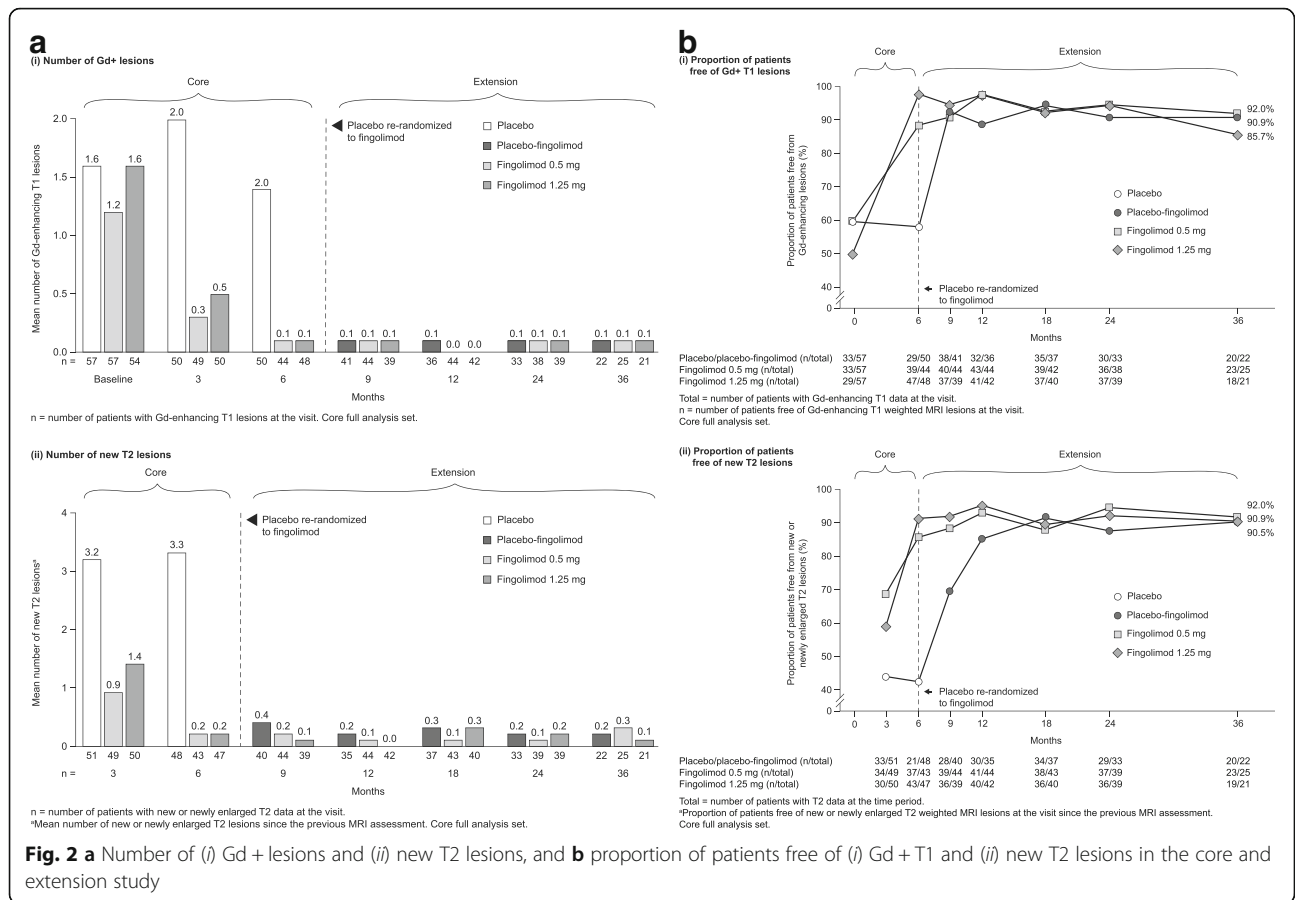 a
(i) Number of Gd+ lesions
Core
Extension
Mean number of Gd-enhancing T1 lesions
2.0
1.5
1.0
0.5
0.0
Placebo re-randomized
to fingolimod
Placebo
Placebo-fingolimod
Fingolimod 0.5 mg
Fingolimod 1.25 mg
1.6 1.2 1.6 2.0 0.3 0.5 2.0 0.1 0.1 0.1 0.1 0.1 0.1 0.0 0.0 0.1 0.1 0.1 0.1 0.1 0.1
n = 57 57 54 50 49 50 50 44 48 41 44 39 36 44 42 33 38 39 22 25 21
Baseline 3 6 9 12 24 36
Months
n = number of patients with Gd-enhancing T1 lesions at the visit. Core full analysis set.
(ii) Number of new T2 lesions
Core
Extension
Mean number of new T2 lesionsª
4
3
2
1
0
Placebo re-randomized
to fingolimod
Placebo
Placebo-fingolimod
Fingolimod 0.5 mg
Fingolimod 1.25 mg
3.2 0.9 1.4 3.3 0.2 0.2 0.4 0.2 0.1 0.2 0.1 0.0 0.3 0.1 0.3 0.2 0.1 0.2 0.2 0.3 0.1
51 49 50 48 43 47 40 44 39 35 44 42 37 43 40 33 39 39 22 25 21
n = 3 6 9 12 18 24 36
Months
n = number of patients with new or newly enlarged T2 data at the visit.
ªMean number of new or newly enlarged T2 lesions since the previous MRI assessment. Core full analysis set.
b
(i) Proportion of patients
free of Gd+ T1 lesions
Core
Extension
Proportion of patients free from
Gd-enhancing lesions (%)
100
90
80
70
60
50
40
0
92.0%
90.9%
85.7%
Placebo
Placebo-fingolimod
Fingolimod 0.5 mg
Fingolimod 1.25 mg
Placebo re-randomized
to fingolimod
0 6 9 12 18 24 36
Months
Placebo/placebo-fingolimod (n/total) 33/57 29/50 38/41 32/36 35/37 30/33 20/22
Fingolimod 0.5 mg (n/total) 33/57 39/44 40/44 43/44 39/42 36/38 23/25
Fingolimod 1.25 mg (n/total) 29/57 47/48 37/39 41/42 37/40 37/39 18/21
Total = number of patients with Gd-enhancing T1 data at the visit.
n = number of patients free of Gd-enhancing T1 weighted MRI lesions at the visit.
Core full analysis set.
(ii) Proportion of patients
free of new T2 lesions
Core
Extension
Proportion of patients free from new or
newly enlarged T2 lesions (%)
100
90
80
70
60
50
40
0
92.0%
90.9%
90.5%
Placebo
Placebo-fingolimod
Fingolimod 0.5 mg
Fingolimod 1.25 mg
Placebo re-randomized
to fingolimod
0 3 6 9 12 18 24 36
Months
Placebo/placebo-fingolimod (n/total) 33/51 21/48 28/40 30/35 34/37 29/33 20/22
Fingolimod 0.5 mg (n/total) 34/49 37/43 39/44 41/44 38/43 37/39 23/25
Fingolimod 1.25 mg (n/total) 30/50 43/47 36/39 40/42 36/40 36/39 19/21
Total = number of patients with T2 data at the time period.
ªProportion of patients free of new or newly enlarged T2 weighted MRI lesions at the visit since the previous MRI assessment.
Core full analysis set.
Fig. 2 a Number of (i) Gd + lesions and (ii) new T2 lesions, and b proportion of patients free of (i) Gd + T1 and (ii) new T2 lesions in the core and
extension study